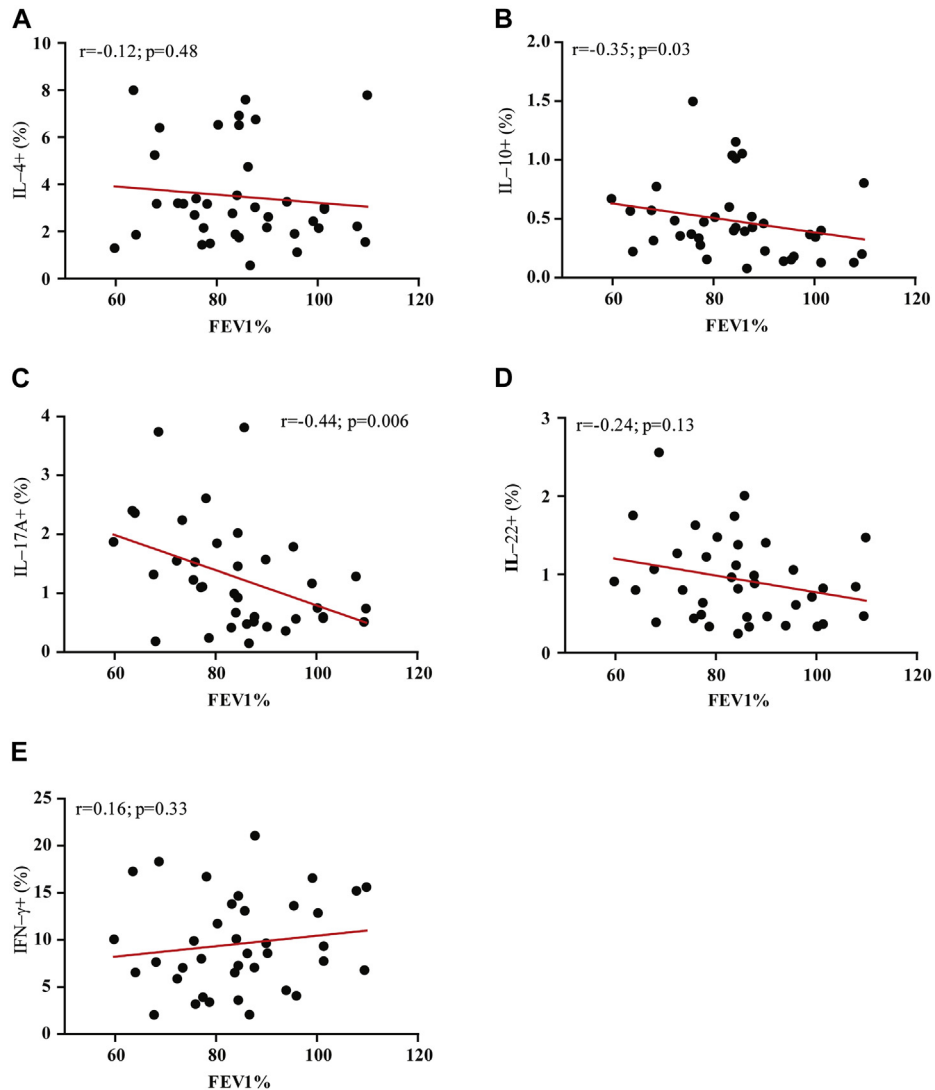 A
r=-0.12; p=0.48
10
8
6
4
2
0
IL-4+ (%)
60 80 100 120
FEV1%
B
r=-0.35; p=0.03
2.0
1.5
1.0
0.5
0.0
IL-10+ (%)
60 80 100 120
FEV1%
C
r=-0.44; p=0.006
4
3
2
1
0
IL-17A+ (%)
60 80 100 120
FEV1%
D
r=-0.24; p=0.13
3
2
1
0
IL-22+ (%)
60 80 100 120
FEV1%
E
r=0.16; p=0.33
25
20
15
10
5
0
IFN-γ+ (%)
60 80 100 120
FEV1%